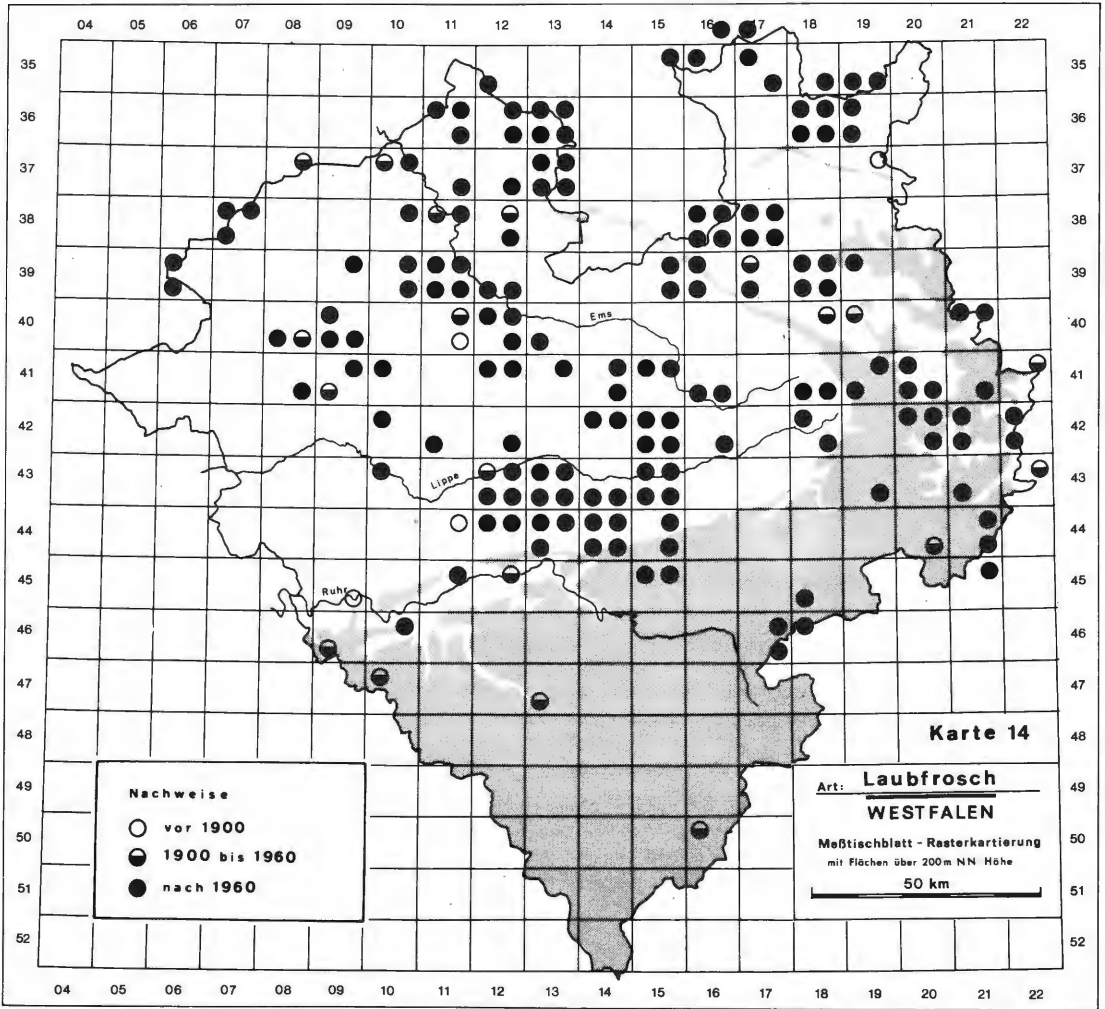 04 05 06 07 08 09 10 11 12 13 14 15 16 17 18 19 20 21 22
35 35
36 36
37 37
38 38
39 39
40 40
Ems
41 41
42 42
43 43
Lippe
44 44
45 45
Ruhr
46 46
47 47
48 48
Karte 14
49 49
50 50
51 51
52 52
Nachweise
vor 1900
1900 bis 1960
nach 1960
Art: Laubfrosch
WESTFALEN
Meßtischblatt - Rasterkartierung
mit Flächen über 200m NN Höhe
50 km
04 05 06 07 08 09 10 11 12 13 14 15 16 17 18 19 20 21 22